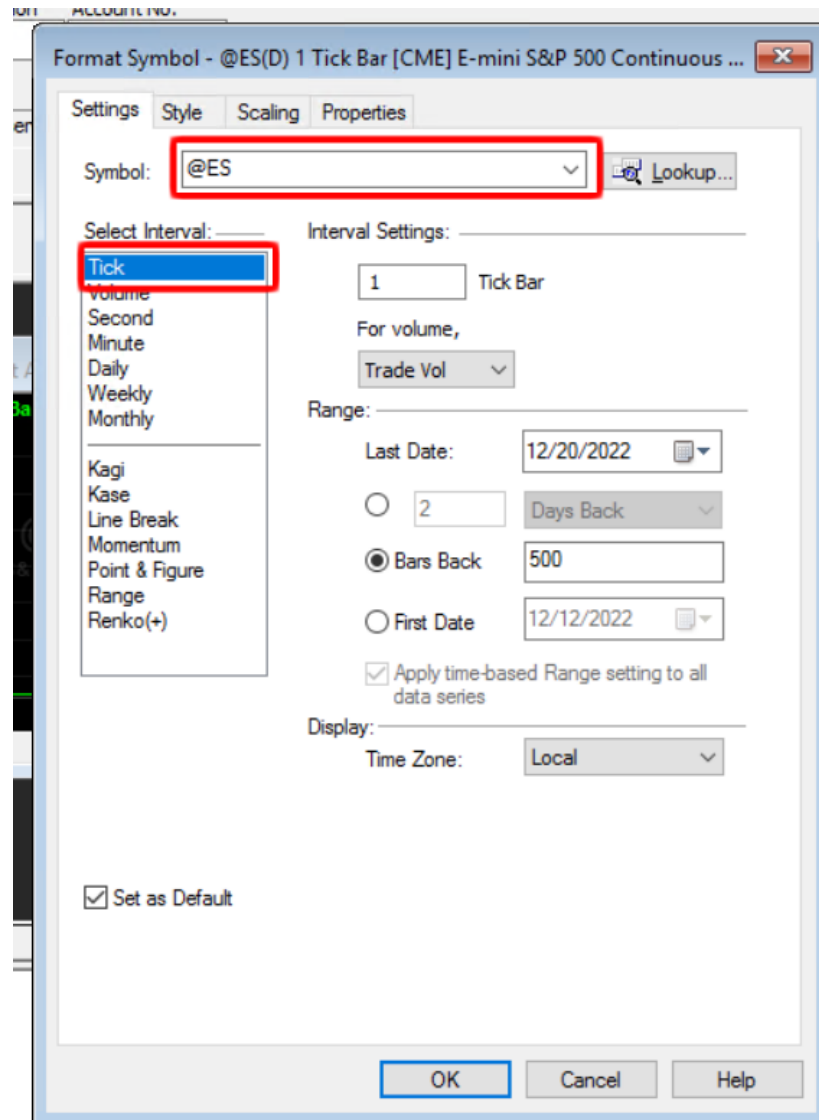 Account No.
Format Symbol - @ES(D) 1 Tick Bar [CME] E-mini S&P 500 Continuous ...
Settings Style Scaling Properties
Symbol: @ES Lookup...
Select Interval: Interval Settings:
Tick
1 Tick Bar
Volume
Second
For volume,
Minute
Daily
Trade Vol
Weekly
Monthly
Range:
Last Date: 12/20/2022
Kagi
Kase
2 Days Back
Line Break
Momentum
Bars Back 500
Point & Figure
Range
Renko(+)
First Date 12/12/2022
Apply time-based Range setting to all
data series
Display:
Time Zone: Local
Set as Default
OK Cancel Help